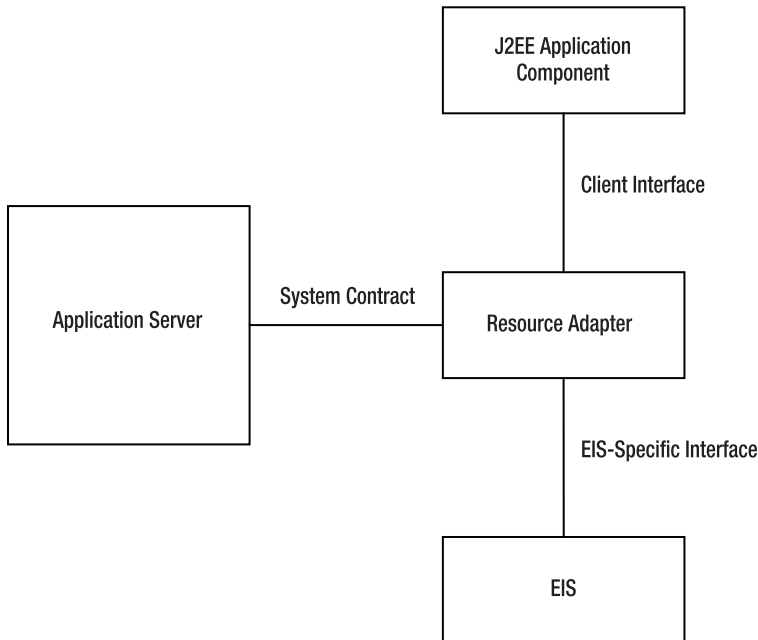 J2EE Application
Component
Client Interface
System Contract
Application Server
Resource Adapter
EIS-Specific Interface
EIS